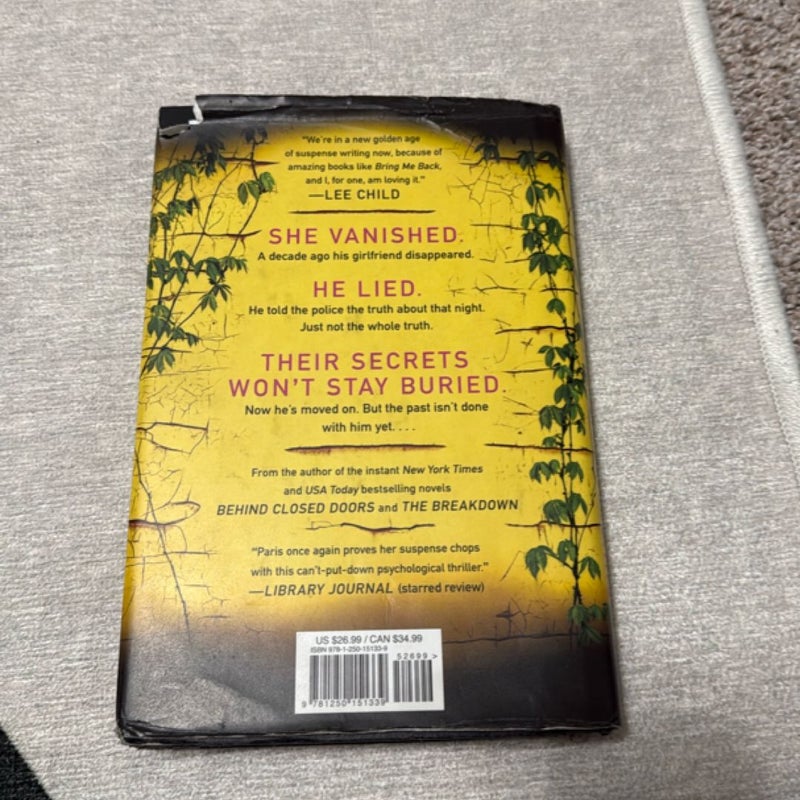 "We're in a new golden age
of suspense writing now, because of
amazing books like Bring Me Back,
and I, for one, am loving it."
—LEE CHILD
SHE VANISHED.
A decade ago his girlfriend disappeared.
HE LIED.
He told the police the truth about that night.
Just not the whole truth.
THEIR SECRETS
WON'T STAY BURIED.
Now he's moved on. But the past isn't done
with him yet. . . .
From the author of the instant New York Times
and USA Today bestselling novels
BEHIND CLOSED DOORS and THE BREAKDOWN
"Paris once again proves her suspense chops
with this can't-put-down psychological thriller."
—LIBRARY JOURNAL (starred review)
US $26.99 / CAN $34.99
ISBN 978-1-250-15133-9
52699 >
9 781250 151339